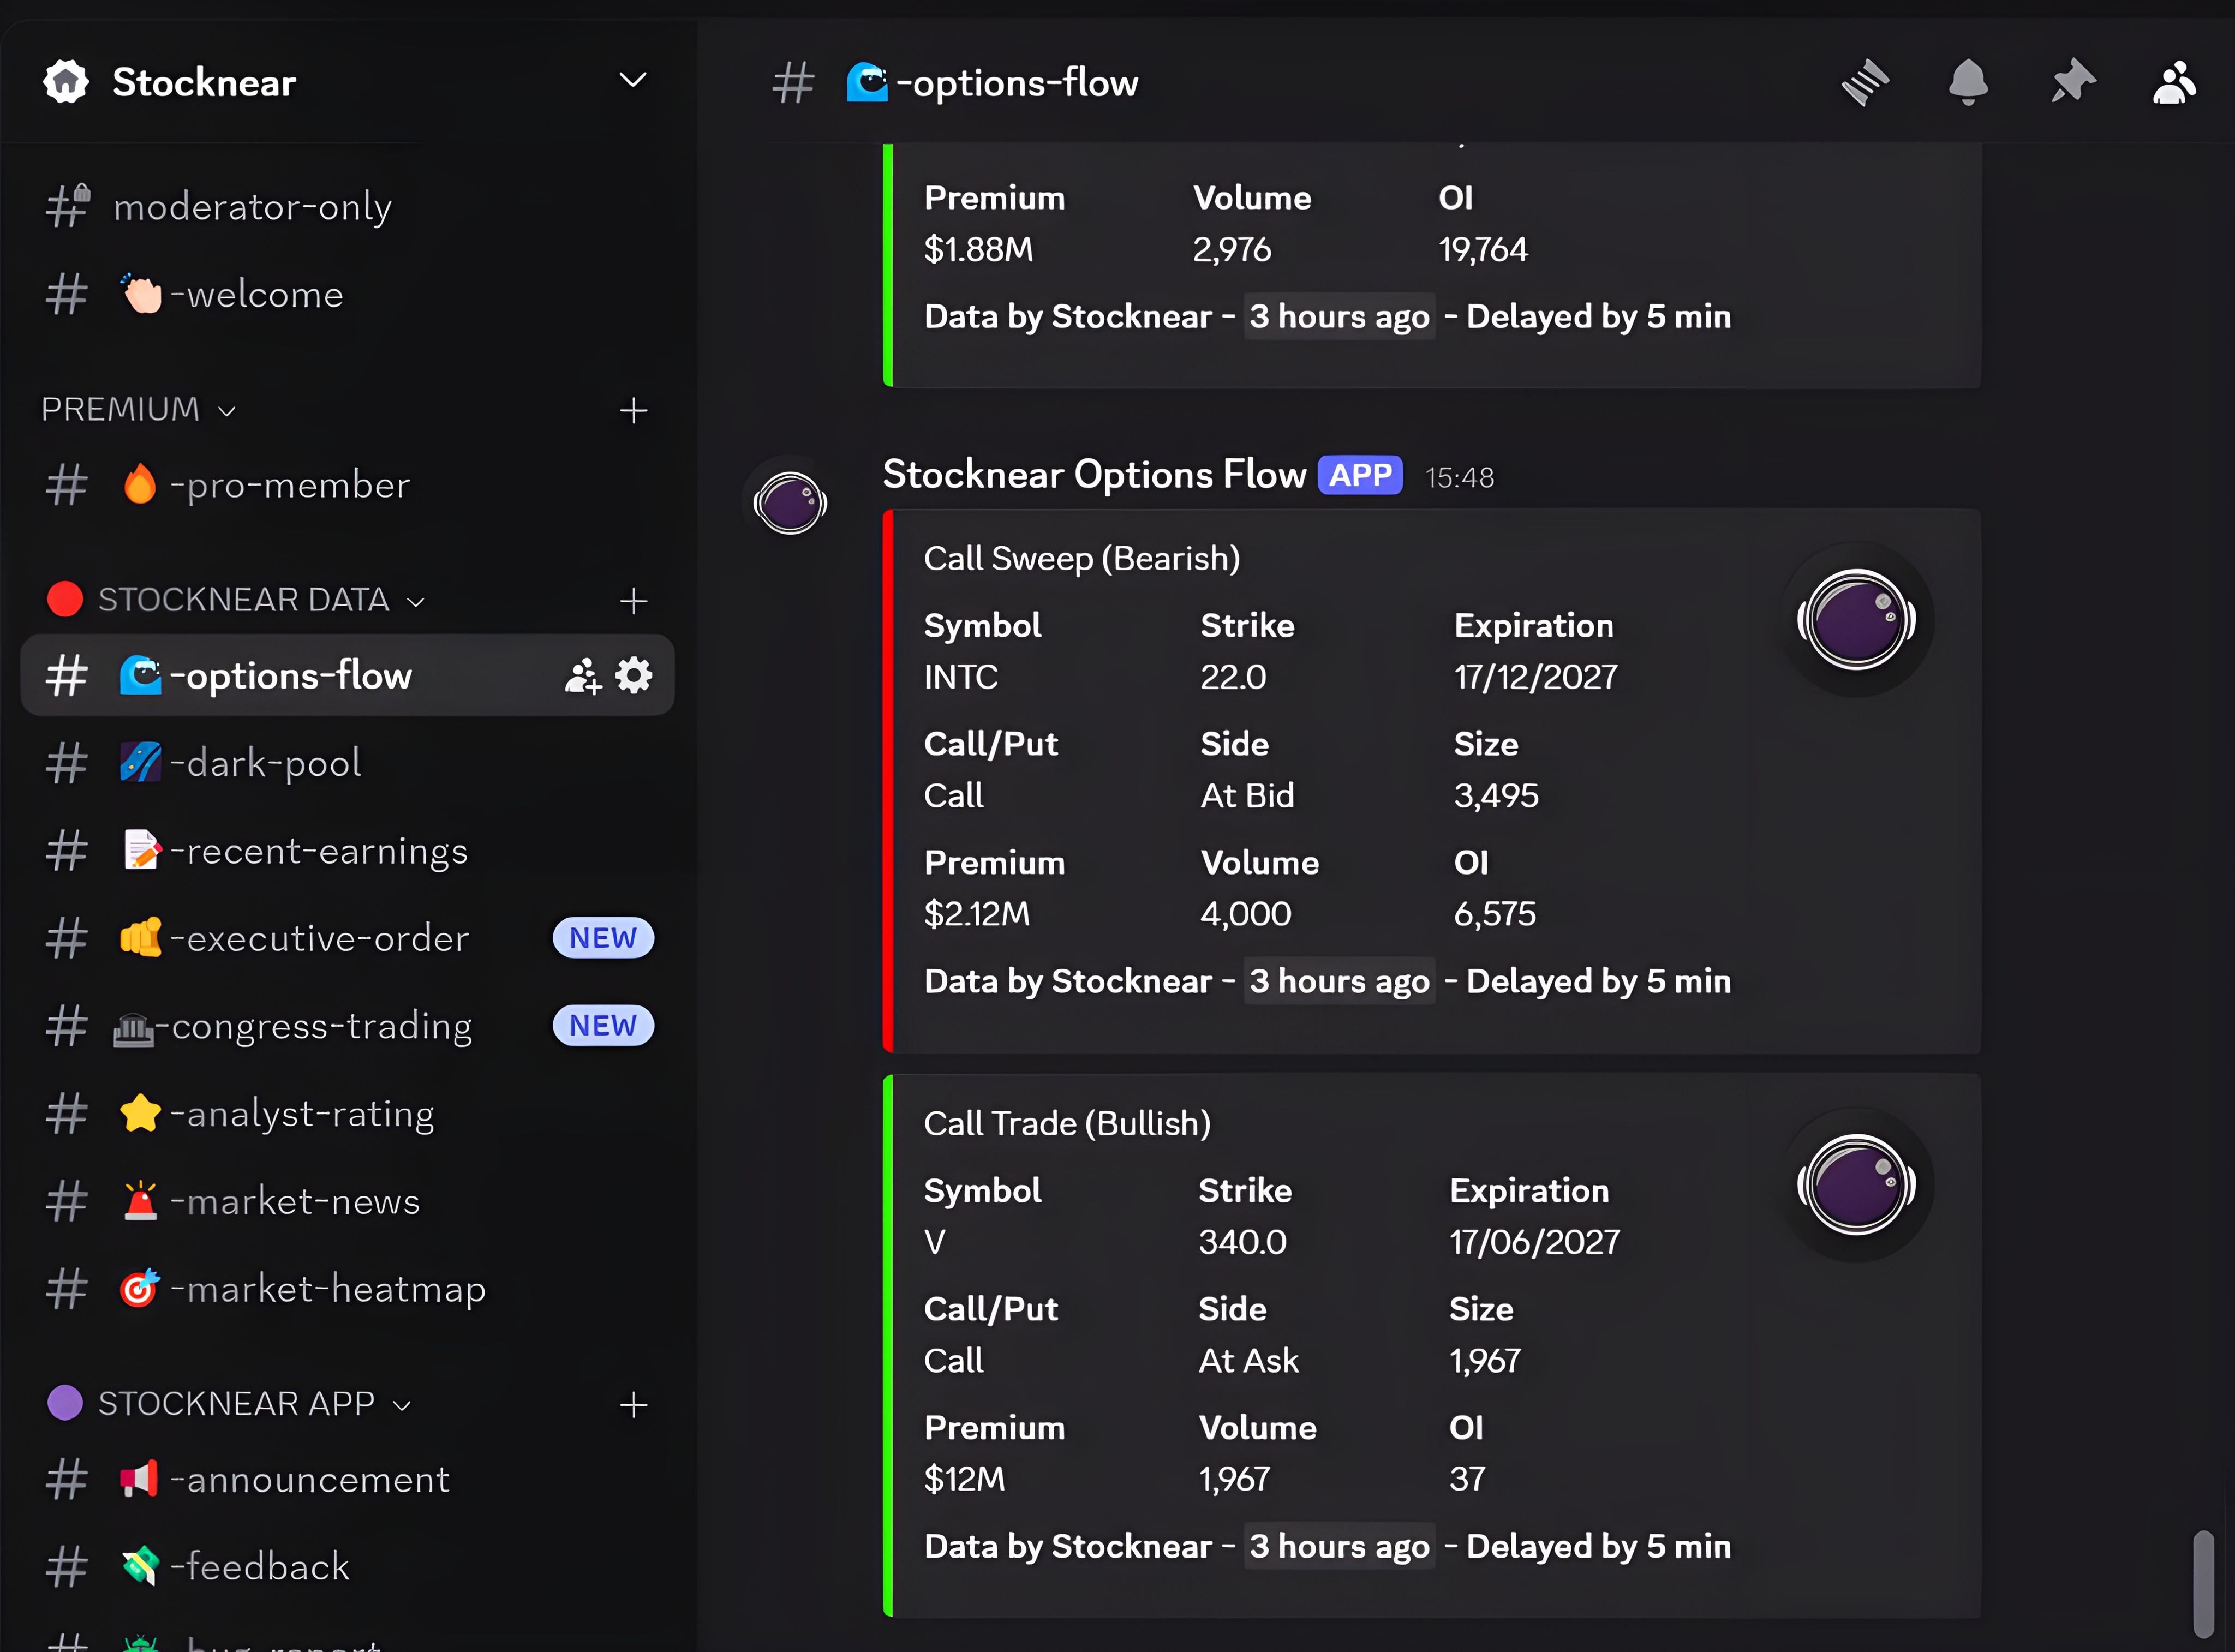 Stocknear
moderator-only
-welcome
PREMIUM
-pro-member
STOCKNEAR DATA
-options-flow
-dark-pool
-recent-earnings
-executive-order NEW
-congress-trading NEW
-analyst-rating
-market-news
-market-heatmap
STOCKNEAR APP
-announcement
-feedback
-options-flow
Premium Volume OI
$1.88M 2,976 19,764
Data by Stocknear - 3 hours ago - Delayed by 5 min
Stocknear Options Flow APP 15:48
Call Sweep (Bearish)
Symbol Strike Expiration
INTC 22.0 17/12/2027
Call/Put Side Size
Call At Bid 3,495
Premium Volume OI
$2.12M 4,000 6,575
Data by Stocknear - 3 hours ago - Delayed by 5 min
Call Trade (Bullish)
Symbol Strike Expiration
V 340.0 17/06/2027
Call/Put Side Size
Call At Ask 1,967
Premium Volume OI
$12M 1,967 37
Data by Stocknear - 3 hours ago - Delayed by 5 min